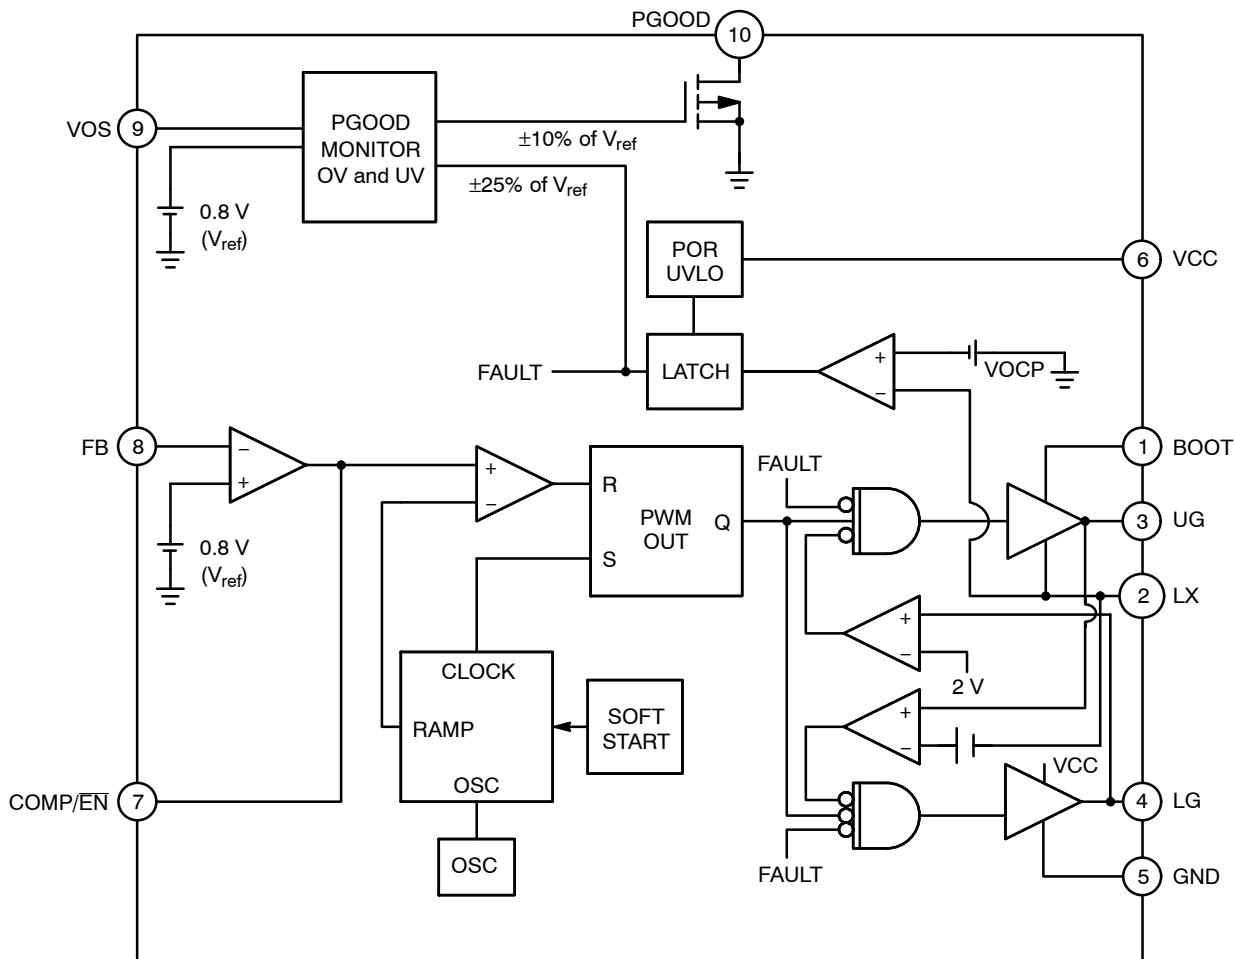 PGOOD
10
VOS
9
PGOOD
MONITOR
OV and UV
±10% of Vref
±25% of Vref
0.8 V
(Vref)
POR
UVLO
6
VCC
FAULT
LATCH
+
−
VOCP
FB
8
−
+
0.8 V
(Vref)
+
−
R
S
PWM
OUT
Q
FAULT
1
BOOT
3
UG
2
LX
+
−
2 V
CLOCK
RAMP
OSC
SOFT
START
+
−
VCC
COMP/EN
7
4
LG
OSC
FAULT
5
GND